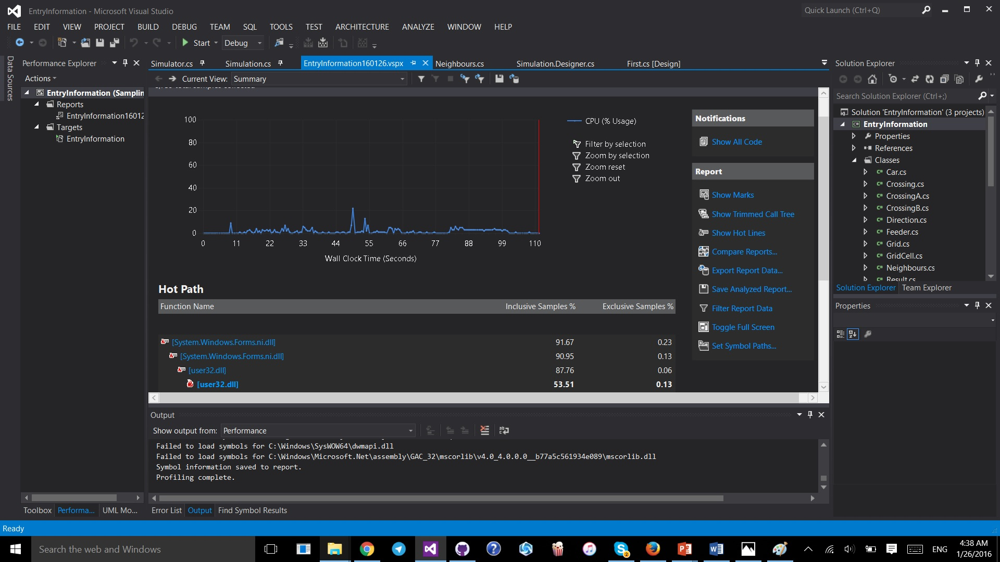 EntryInformation - Microsoft Visual Studio
Quick Launch (Ctrl+Q)
FILE EDIT VIEW PROJECT BUILD DEBUG TEAM SQL TOOLS TEST ARCHITECTURE ANALYZE WINDOW HELP
Start Debug
Data Sources
Performance Explorer
Actions
EntryInformation (Samplin
Reports
EntryInformation16012
Targets
EntryInformation
Simulator.cs Simulation.cs EntryInformation160126.vspx Neighbours.cs Simulation.Designer.cs First.cs [Design]
Current View: Summary
100
80
60
40
20
0
0 11 22 33 44 55 66 77 88 99 110
Wall Clock Time (Seconds)
CPU (% Usage)
Filter by selection
Zoom by selection
Zoom reset
Zoom out
Notifications
Show All Code
Report
Show Marks
Show Trimmed Call Tree
Show Hot Lines
Compare Reports...
Export Report Data...
Save Analyzed Report...
Filter Report Data
Toggle Full Screen
Set Symbol Paths...
Hot Path
Function Name Inclusive Samples % Exclusive Samples %
[System.Windows.Forms.ni.dll] 91.67 0.23
[System.Windows.Forms.ni.dll] 90.95 0.13
[user32.dll] 87.76 0.06
[user32.dll] 53.51 0.13
Output
Show output from: Performance
Failed to load symbols for C:\Windows\SysWOW64\dwmapi.dll
Failed to load symbols for C:\Windows\Microsoft.Net\assembly\GAC_32\mscorlib\v4.0_4.0.0.0__b77a5c561934e089\mscorlib.dll
Symbol information saved to report.
Profiling complete.
Toolbox Performa... UML Mo...
Error List Output Find Symbol Results
Solution Explorer
Search Solution Explorer (Ctrl+;)
Solution 'EntryInformation' (3 projects)
EntryInformation
Properties
References
Classes
Car.cs
Crossing.cs
CrossingA.cs
CrossingB.cs
Direction.cs
Feeder.cs
Grid.cs
GridCell.cs
Neighbours.cs
Result.cs
Solution Explorer Team Explorer
Properties
Ready
Search the web and Windows
2
ENG
4:38 AM
1/26/2016